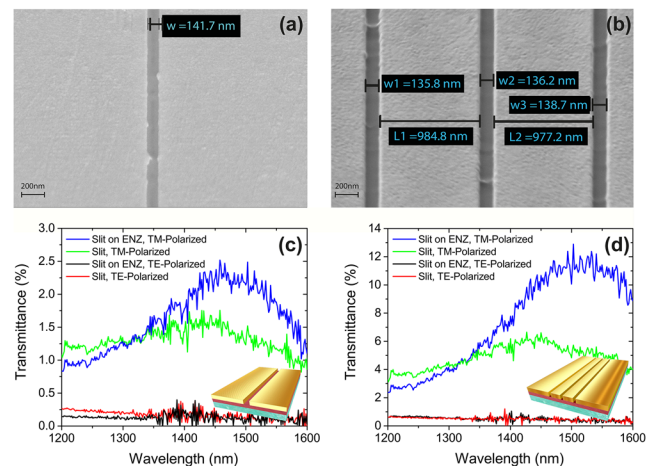 w =141.7 nm
(a)
200nm
(b)
w1 =135.8 nm
w2 =136.2 nm
w3 =138.7 nm
L1 =984.8 nm
L2 =977.2 nm
200nm
(c)
Slit on ENZ, TM-Polarized
Slit, TM-Polarized
Slit on ENZ, TE-Polarized
Slit, TE-Polarized
Transmittance (%)
3.0
2.5
2.0
1.5
1.0
0.5
0.0
1200 1300 1400 1500 1600
Wavelength (nm)
(d)
Slit on ENZ, TM-Polarized
Slit, TM-Polarized
Slit on ENZ, TE-Polarized
Slit, TE-Polarized
Transmittance (%)
14
12
10
8
6
4
2
0
1200 1300 1400 1500 1600
Wavelength (nm)